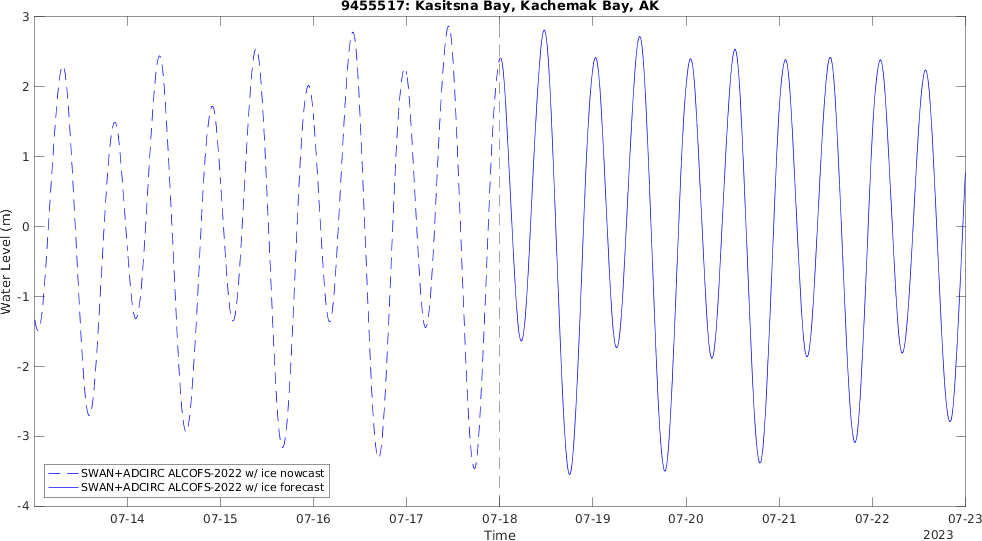 9455517: Kasitsna Bay, Kachemak Bay, AK
3
2
1
0
-1
-2
-3
-4
Water Level (m)
SWAN+ADCIRC ALCOFS-2022 w/ ice nowcast
SWAN+ADCIRC ALCOFS-2022 w/ ice forecast
07-14 07-15 07-16 07-17 07-18 07-19 07-20 07-21 07-22 07-23
Time
2023